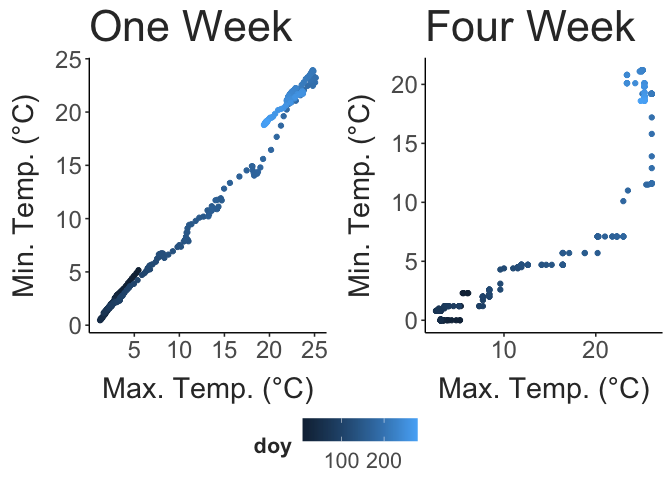 One Week
Min. Temp. (°C)
25
20
15
10
5
0
5 10 15 20 25
Max. Temp. (°C)
Four Week
Min. Temp. (°C)
20
15
10
5
0
10 20
Max. Temp. (°C)
doy
100 200